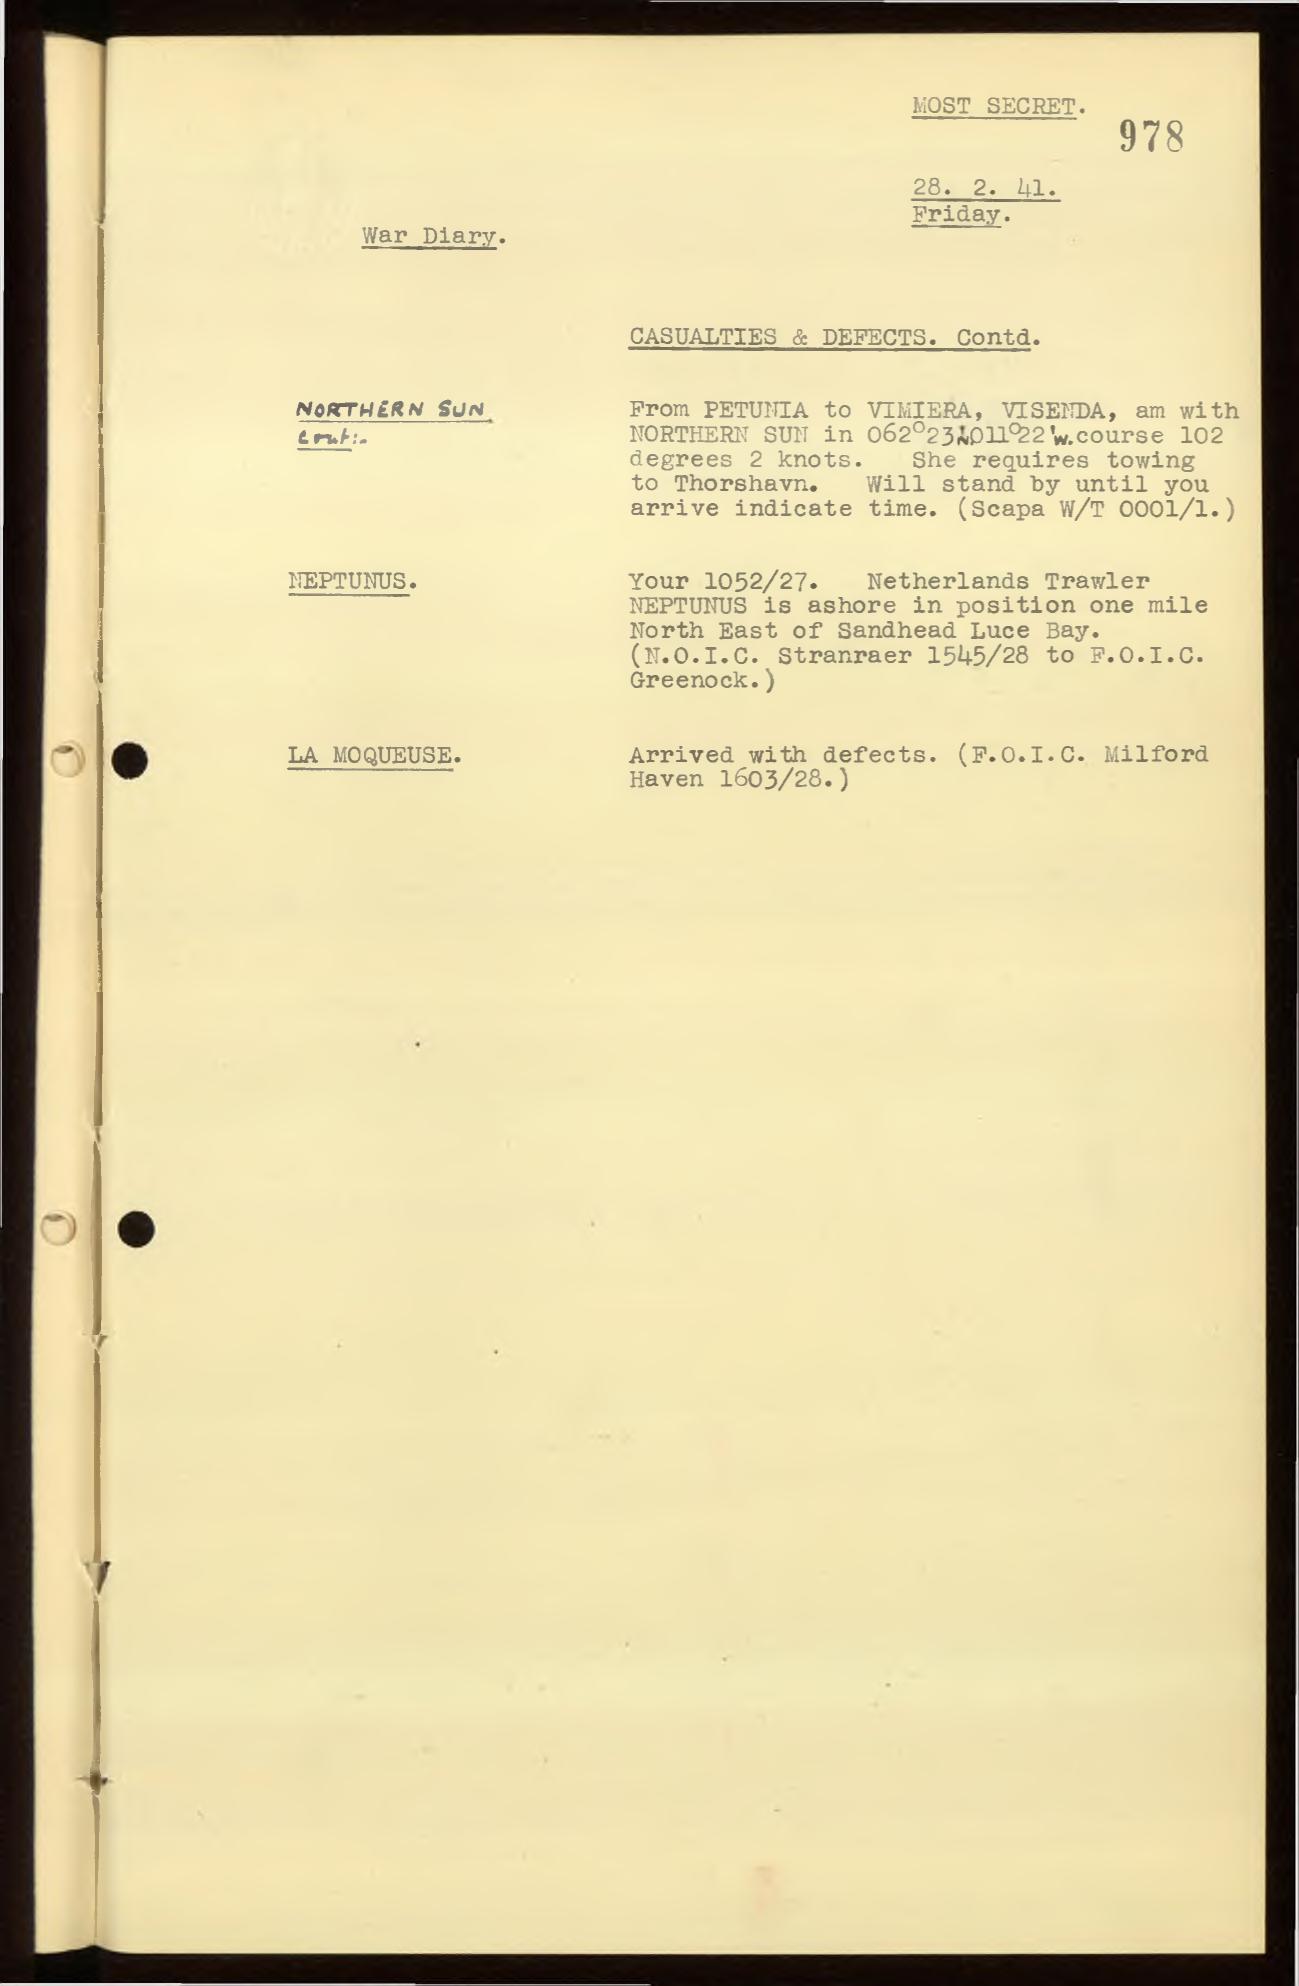 MOST SECRET.
978
28. 2. 41.
Friday.
War Diary.
CASUALTIES & DEFECTS. Contd.
NORTHERN SUN
cont:-
From PETUNIA to VIMIERA, VISENDA, am with
NORTHERN SUN in 062°23'N.011°22'W.course 102
degrees 2 knots. She requires towing
to Thorshavn. Will stand by until you
arrive indicate time. (Scapa W/T 0001/1.)
NEPTUNUS.
Your 1052/27. Netherlands Trawler
NEPTUNUS is ashore in position one mile
North East of Sandhead Luce Bay.
(N.O.I.C. Stranraer 1545/28 to F.O.I.C.
Greenock.)
LA MOQUEUSE.
Arrived with defects. (F.O.I.C. Milford
Haven 1603/28.)